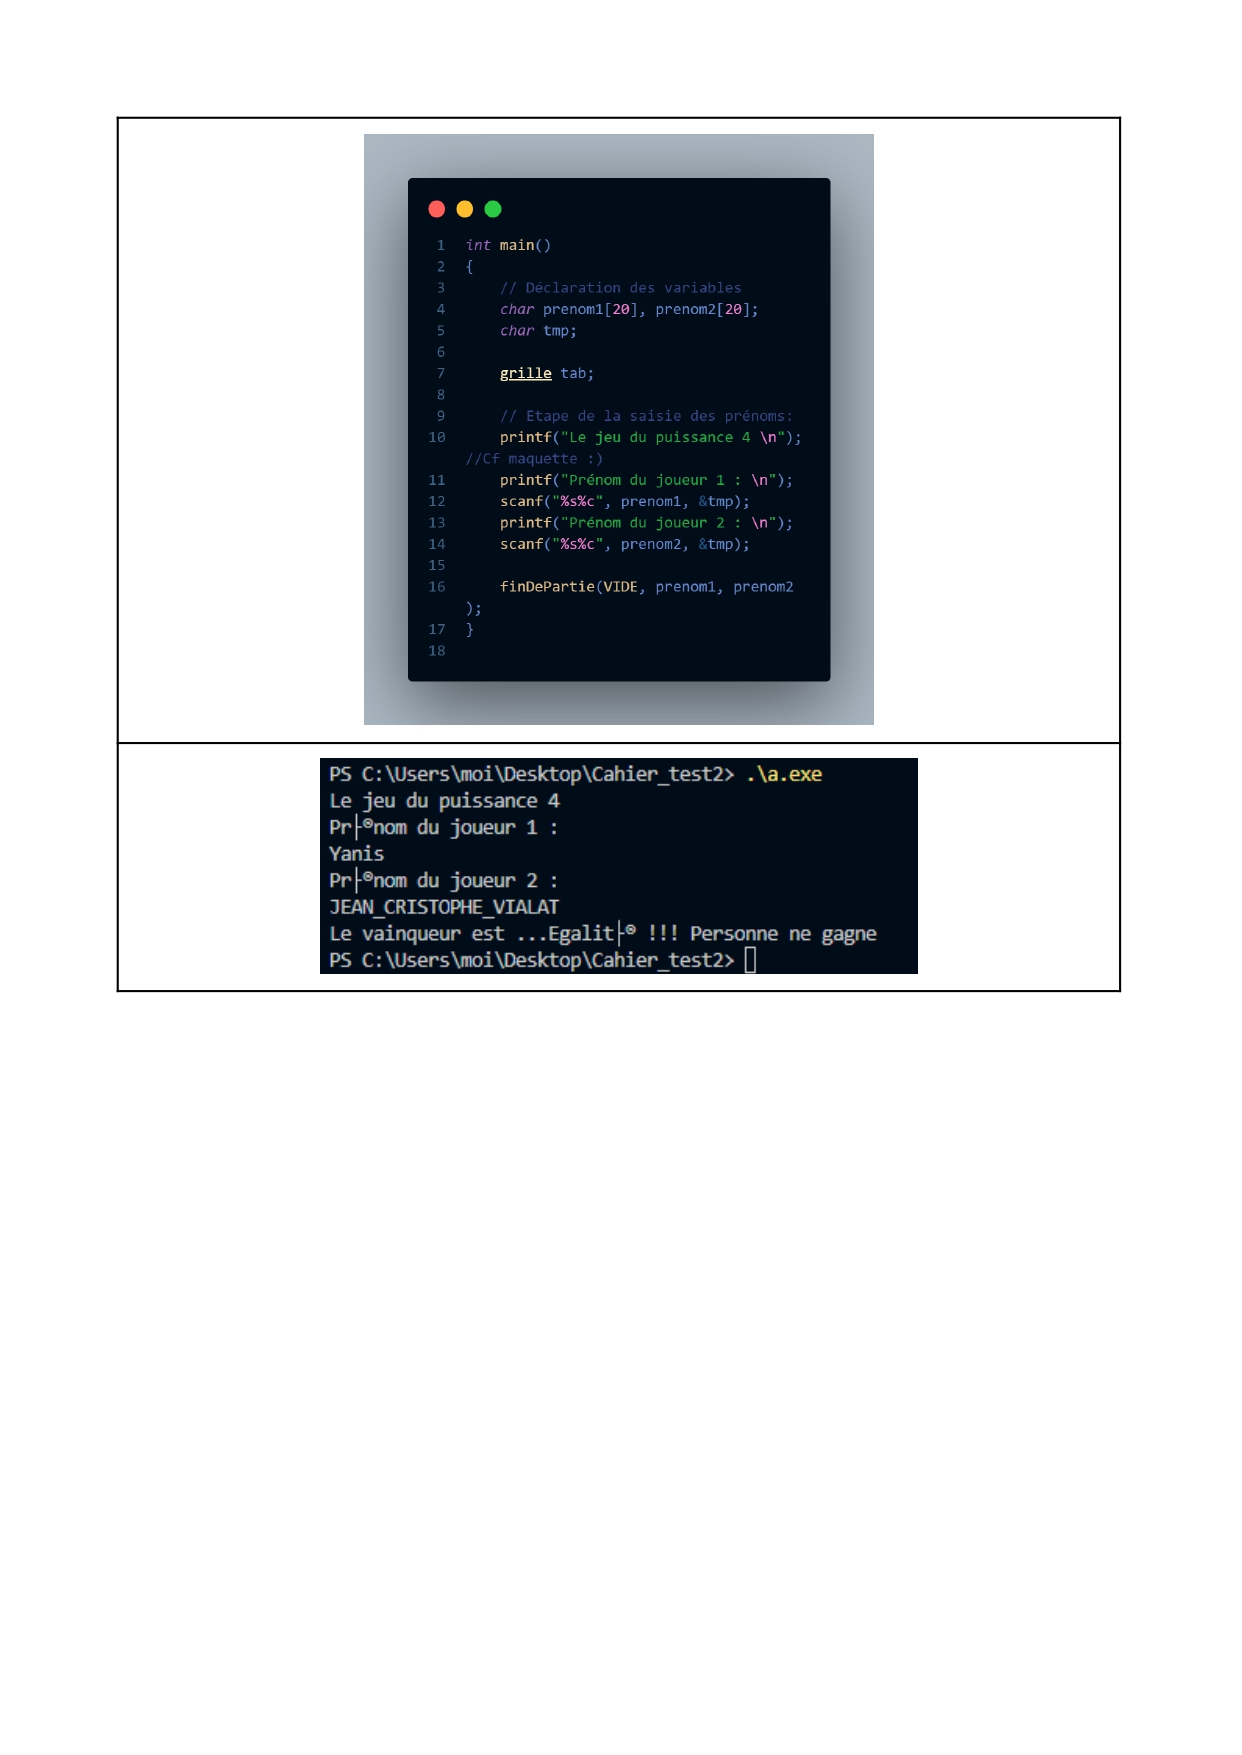 1 int main()
2 {
3 // Déclaration des variables
4 char prenom1[20], prenom2[20];
5 char tmp;
6
7 grille tab;
8
9 // Etape de la saisie des prénoms:
10 printf("Le jeu du puissance 4 \n");
//Cf maquette :)
11 printf("Prénom du joueur 1 : \n");
12 scanf("%s%c", prenom1, &tmp);
13 printf("Prénom du joueur 2 : \n");
14 scanf("%s%c", prenom2, &tmp);
15
16 finDePartie(VIDE, prenom1, prenom2
);
17 }
18
PS C:\Users\moi\Desktop\Cahier_test2> .\a.exe
Le jeu du puissance 4
Pr├®nom du joueur 1 :
Yanis
Pr├®nom du joueur 2 :
JEAN_CRISTOPHE_VIALAT
Le vainqueur est ...Egalit├® !!! Personne ne gagne
PS C:\Users\moi\Desktop\Cahier_test2>